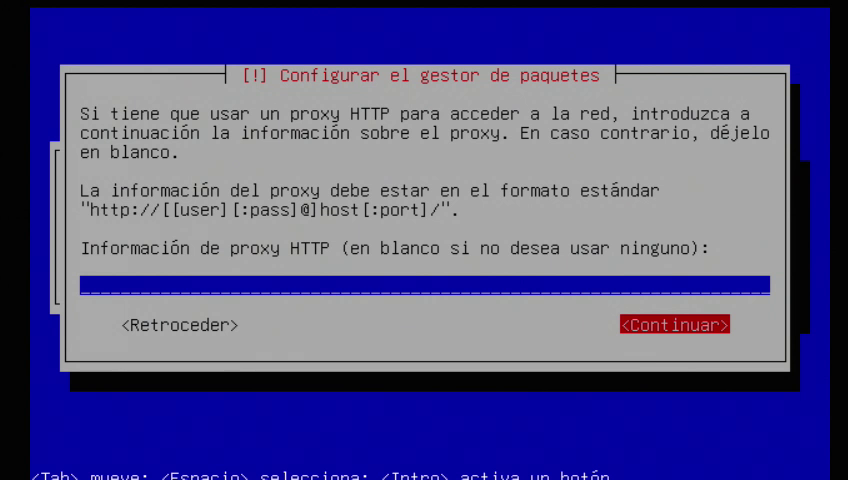 [!] Configurar el gestor de paquetes
Si tiene que usar un proxy HTTP para acceder a la red, introduzca a
continuación la información sobre el proxy. En caso contrario, déjelo
en blanco.
La información del proxy debe estar en el formato estándar
"http://[[user][:pass]@]host[:port]/".
Información de proxy HTTP (en blanco si no desea usar ninguno):
<Retroceder> <Continuar>
<Tab> mueve; <Espacio> selecciona; <Intro> activa un botón